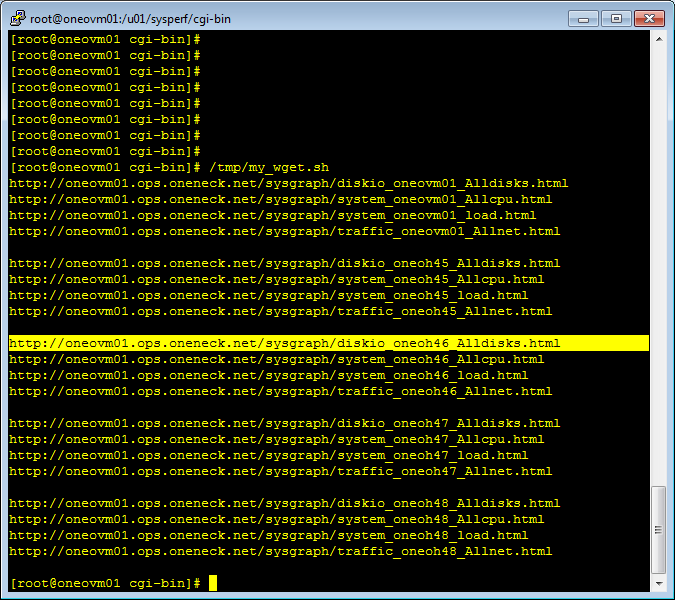 root@oneovm01:/u01/sysperf/cgi-bin
[root@oneovm01 cgi-bin]#
[root@oneovm01 cgi-bin]#
[root@oneovm01 cgi-bin]#
[root@oneovm01 cgi-bin]#
[root@oneovm01 cgi-bin]#
[root@oneovm01 cgi-bin]#
[root@oneovm01 cgi-bin]#
[root@oneovm01 cgi-bin]#
[root@oneovm01 cgi-bin]# /tmp/my_wget.sh
http://oneovm01.ops.oneneck.net/sysgraph/diskio_oneovm01_Alldisks.html
http://oneovm01.ops.oneneck.net/sysgraph/system_oneovm01_Allcpu.html
http://oneovm01.ops.oneneck.net/sysgraph/system_oneovm01_load.html
http://oneovm01.ops.oneneck.net/sysgraph/traffic_oneovm01_Allnet.html

http://oneovm01.ops.oneneck.net/sysgraph/diskio_oneoh45_Alldisks.html
http://oneovm01.ops.oneneck.net/sysgraph/system_oneoh45_Allcpu.html
http://oneovm01.ops.oneneck.net/sysgraph/system_oneoh45_load.html
http://oneovm01.ops.oneneck.net/sysgraph/traffic_oneoh45_Allnet.html

http://oneovm01.ops.oneneck.net/sysgraph/diskio_oneoh46_Alldisks.html
http://oneovm01.ops.oneneck.net/sysgraph/system_oneoh46_Allcpu.html
http://oneovm01.ops.oneneck.net/sysgraph/system_oneoh46_load.html
http://oneovm01.ops.oneneck.net/sysgraph/traffic_oneoh46_Allnet.html

http://oneovm01.ops.oneneck.net/sysgraph/diskio_oneoh47_Alldisks.html
http://oneovm01.ops.oneneck.net/sysgraph/system_oneoh47_Allcpu.html
http://oneovm01.ops.oneneck.net/sysgraph/system_oneoh47_load.html
http://oneovm01.ops.oneneck.net/sysgraph/traffic_oneoh47_Allnet.html

http://oneovm01.ops.oneneck.net/sysgraph/diskio_oneoh48_Alldisks.html
http://oneovm01.ops.oneneck.net/sysgraph/system_oneoh48_Allcpu.html
http://oneovm01.ops.oneneck.net/sysgraph/system_oneoh48_load.html
http://oneovm01.ops.oneneck.net/sysgraph/traffic_oneoh48_Allnet.html

[root@oneovm01 cgi-bin]#